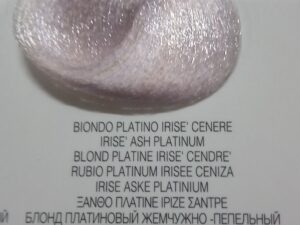 BIONDO PLATINO IRISE' CENERE
IRISE' ASH PLATINUM
BLOND PLATINE IRISE' CENDRE'
RUBIO PLATINUM IRISEE CENIZA
IRISE ASKE PLATINIUM
ΞΑΝΘΟ ΠΛΑΤΙΝΕ ΙΡΙΖΕ ΣΑΝΤΡΕ
БЛОНД ПЛАТИНОВЫЙ ЖЕМЧУЖНО -ПЕПЕЛЬНЫЙ